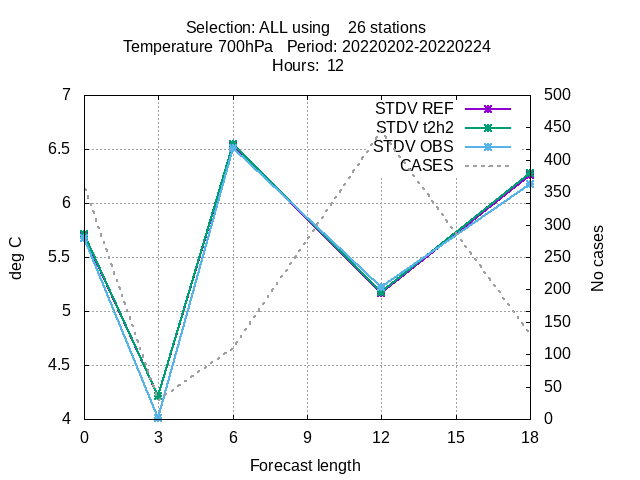 Selection: ALL using    26 stations
Temperature 700hPa   Period: 20220202-20220224
Hours:  12
7 500
STDV REF
450
STDV t2h2
6.5 STDV OBS
400
CASES
350
6 300
deg C
No cases
5.5 250
200
5 150
100
4.5 50
4 0
0 3 6 9 12 15 18
Forecast length